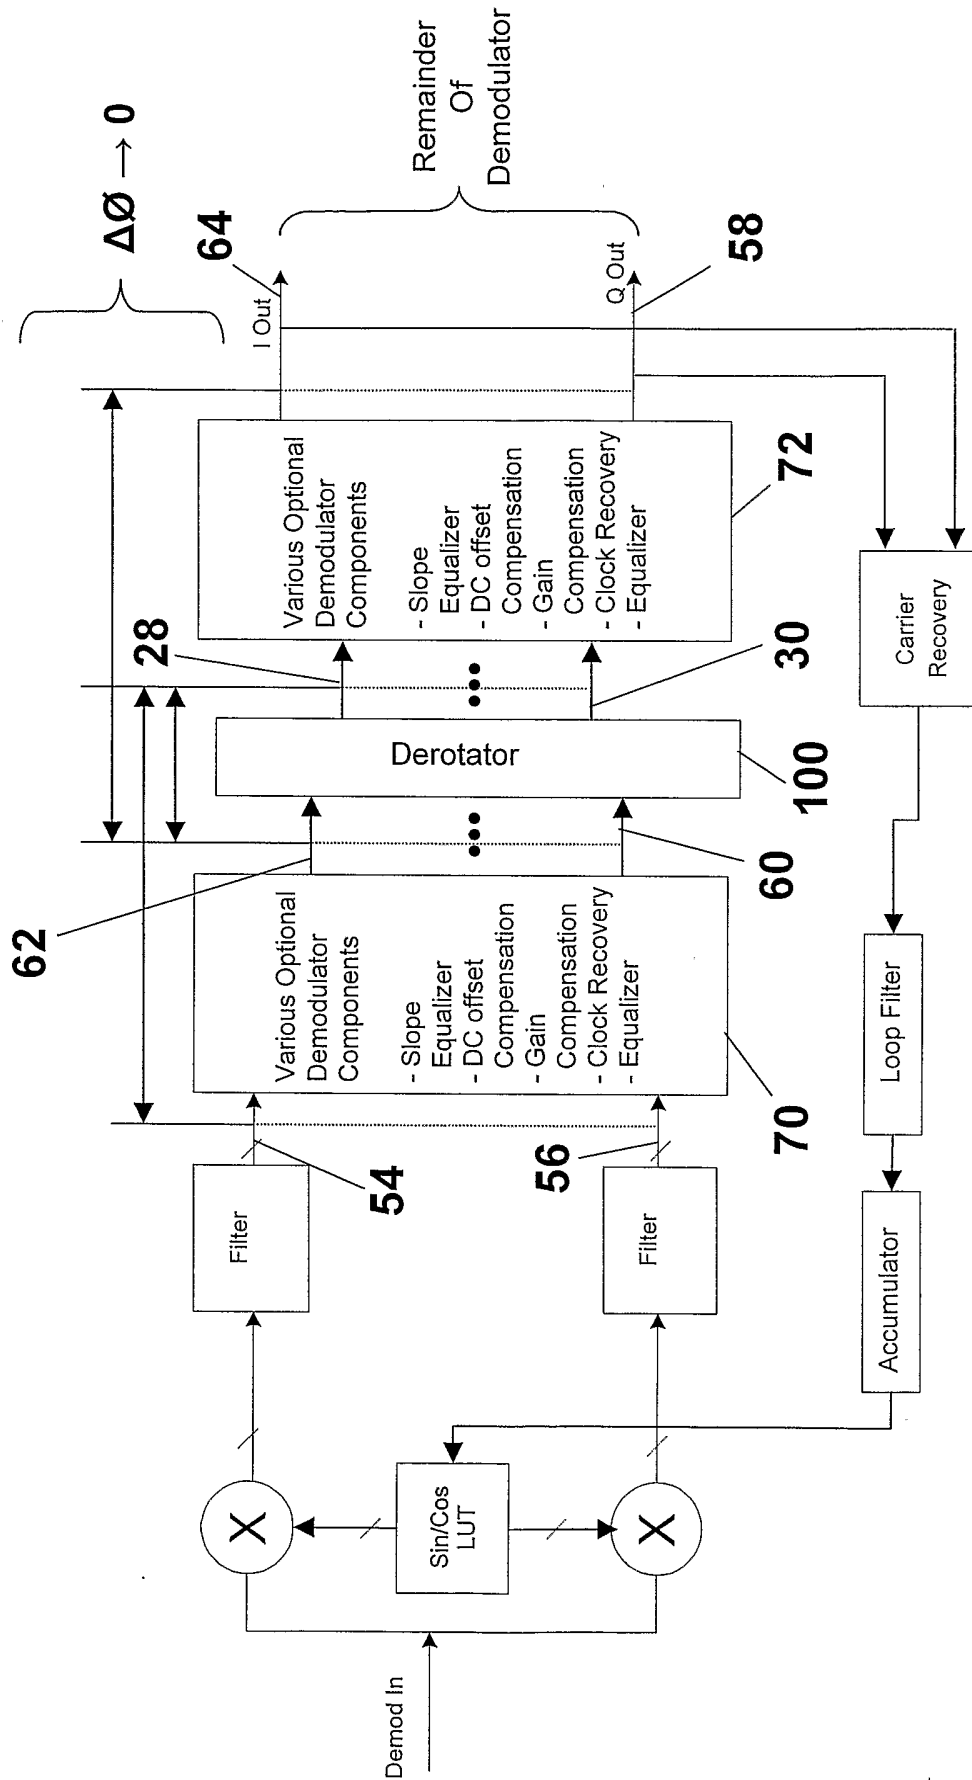 Demod In
X
X
Sin/Cos
LUT
Filter
Filter
54
56
Various Optional
Demodulator
Components
- Slope
Equalizer
- DC offset
Compensation
- Gain
Compensation
- Clock Recovery
- Equalizer
70
62
60
Derotator
100
28
30
Various Optional
Demodulator
Components
- Slope
Equalizer
- DC offset
Compensation
- Gain
Compensation
- Clock Recovery
- Equalizer
72
I Out
64
Q Out
58
ΔØ → 0
Remainder
Of
Demodulator
Carrier
Recovery
Loop Filter
Accumulator